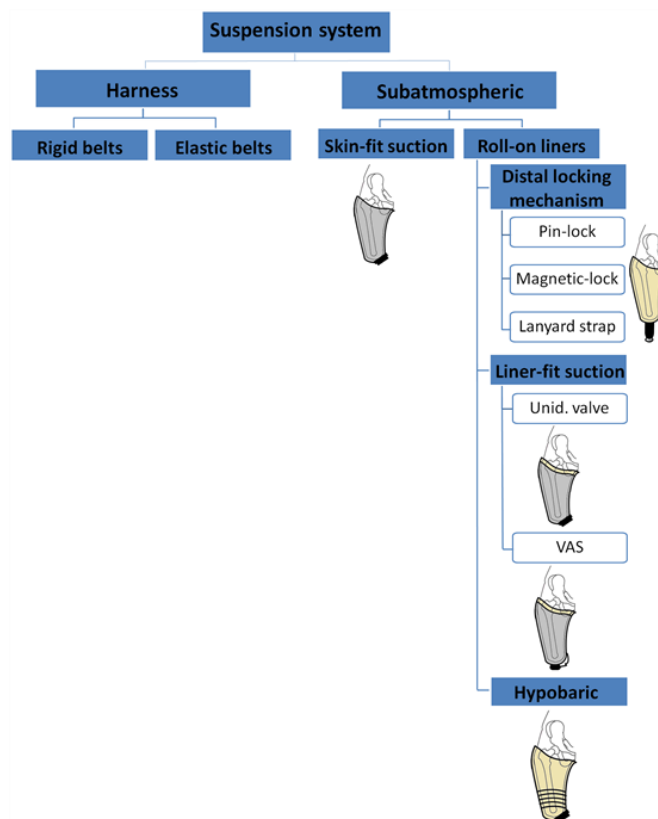 Suspension system
Harness
Subatmospheric
Rigid belts
Elastic belts
Skin-fit suction
Roll-on liners
Distal locking
mechanism
Pin-lock
Magnetic-lock
Lanyard strap
Liner-fit suction
Unid. valve
VAS
Hypobaric